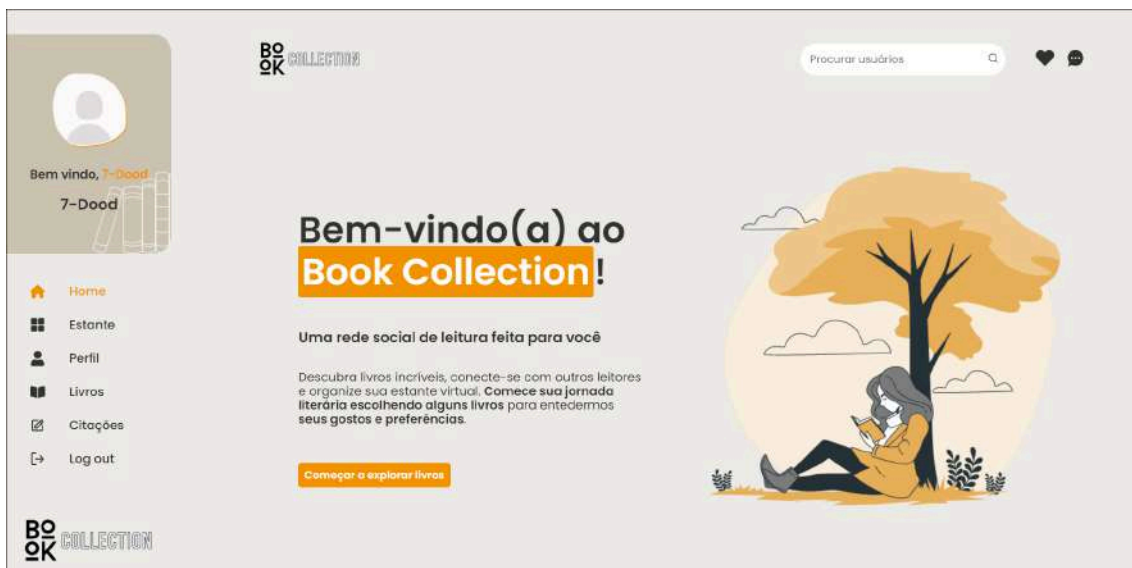 BO
OK COLLECTION
Procurar usuários
Bem vindo, 7-Dood
7-Dood
Bem-vindo(a) ao
Book Collection!
Home
Estante
Perfil
Livros
Citações
Log out
Uma rede social de leitura feita para você
Descubra livros incríveis, conecte-se com outros leitores
e organize sua estante virtual. Comece sua jornada
literária escolhendo alguns livros para entedermos
seus gostos e preferências.
Começar a explorar livros
BO
OK COLLECTION